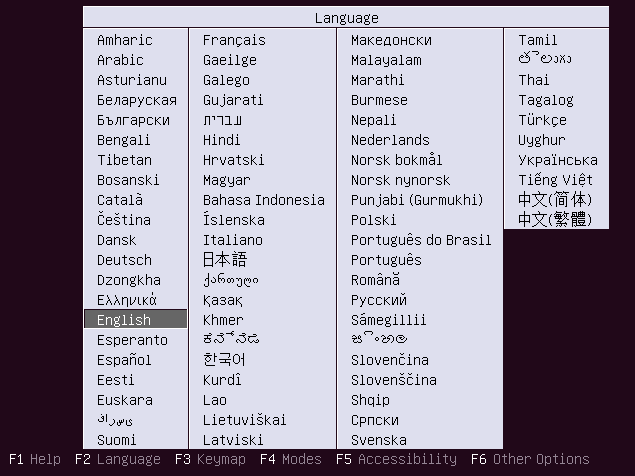 Language
Amharic
Arabic
Asturianu
Беларуская
Български
Bengali
Tibetan
Bosanski
Català
Čeština
Dansk
Deutsch
Dzongkha
Ελληνικά
English
Esperanto
Español
Eesti
Euskara
فارسی
Suomi
Français
Gaeilge
Galego
Gujarati
עברית
Hindi
Hrvatski
Magyar
Bahasa Indonesia
Íslenska
Italiano
日本語
ქართული
Қазақ
Khmer
ಕನ್ನಡ
한국어
Kurdî
Lao
Lietuviškai
Latviski
Македонски
Malayalam
Marathi
Burmese
Nepali
Nederlands
Norsk bokmål
Norsk nynorsk
Punjabi (Gurmukhi)
Polski
Português do Brasil
Português
Română
Русский
Sámegillii
සිංහල
Slovenčina
Slovenščina
Shqip
Српски
Svenska
Tamil
తెలుగు
Thai
Tagalog
Türkçe
Uyghur
Українська
Tiếng Việt
中文(简体)
中文(繁體)
F1 Help F2 Language F3 Keymap F4 Modes F5 Accessibility F6 Other Options